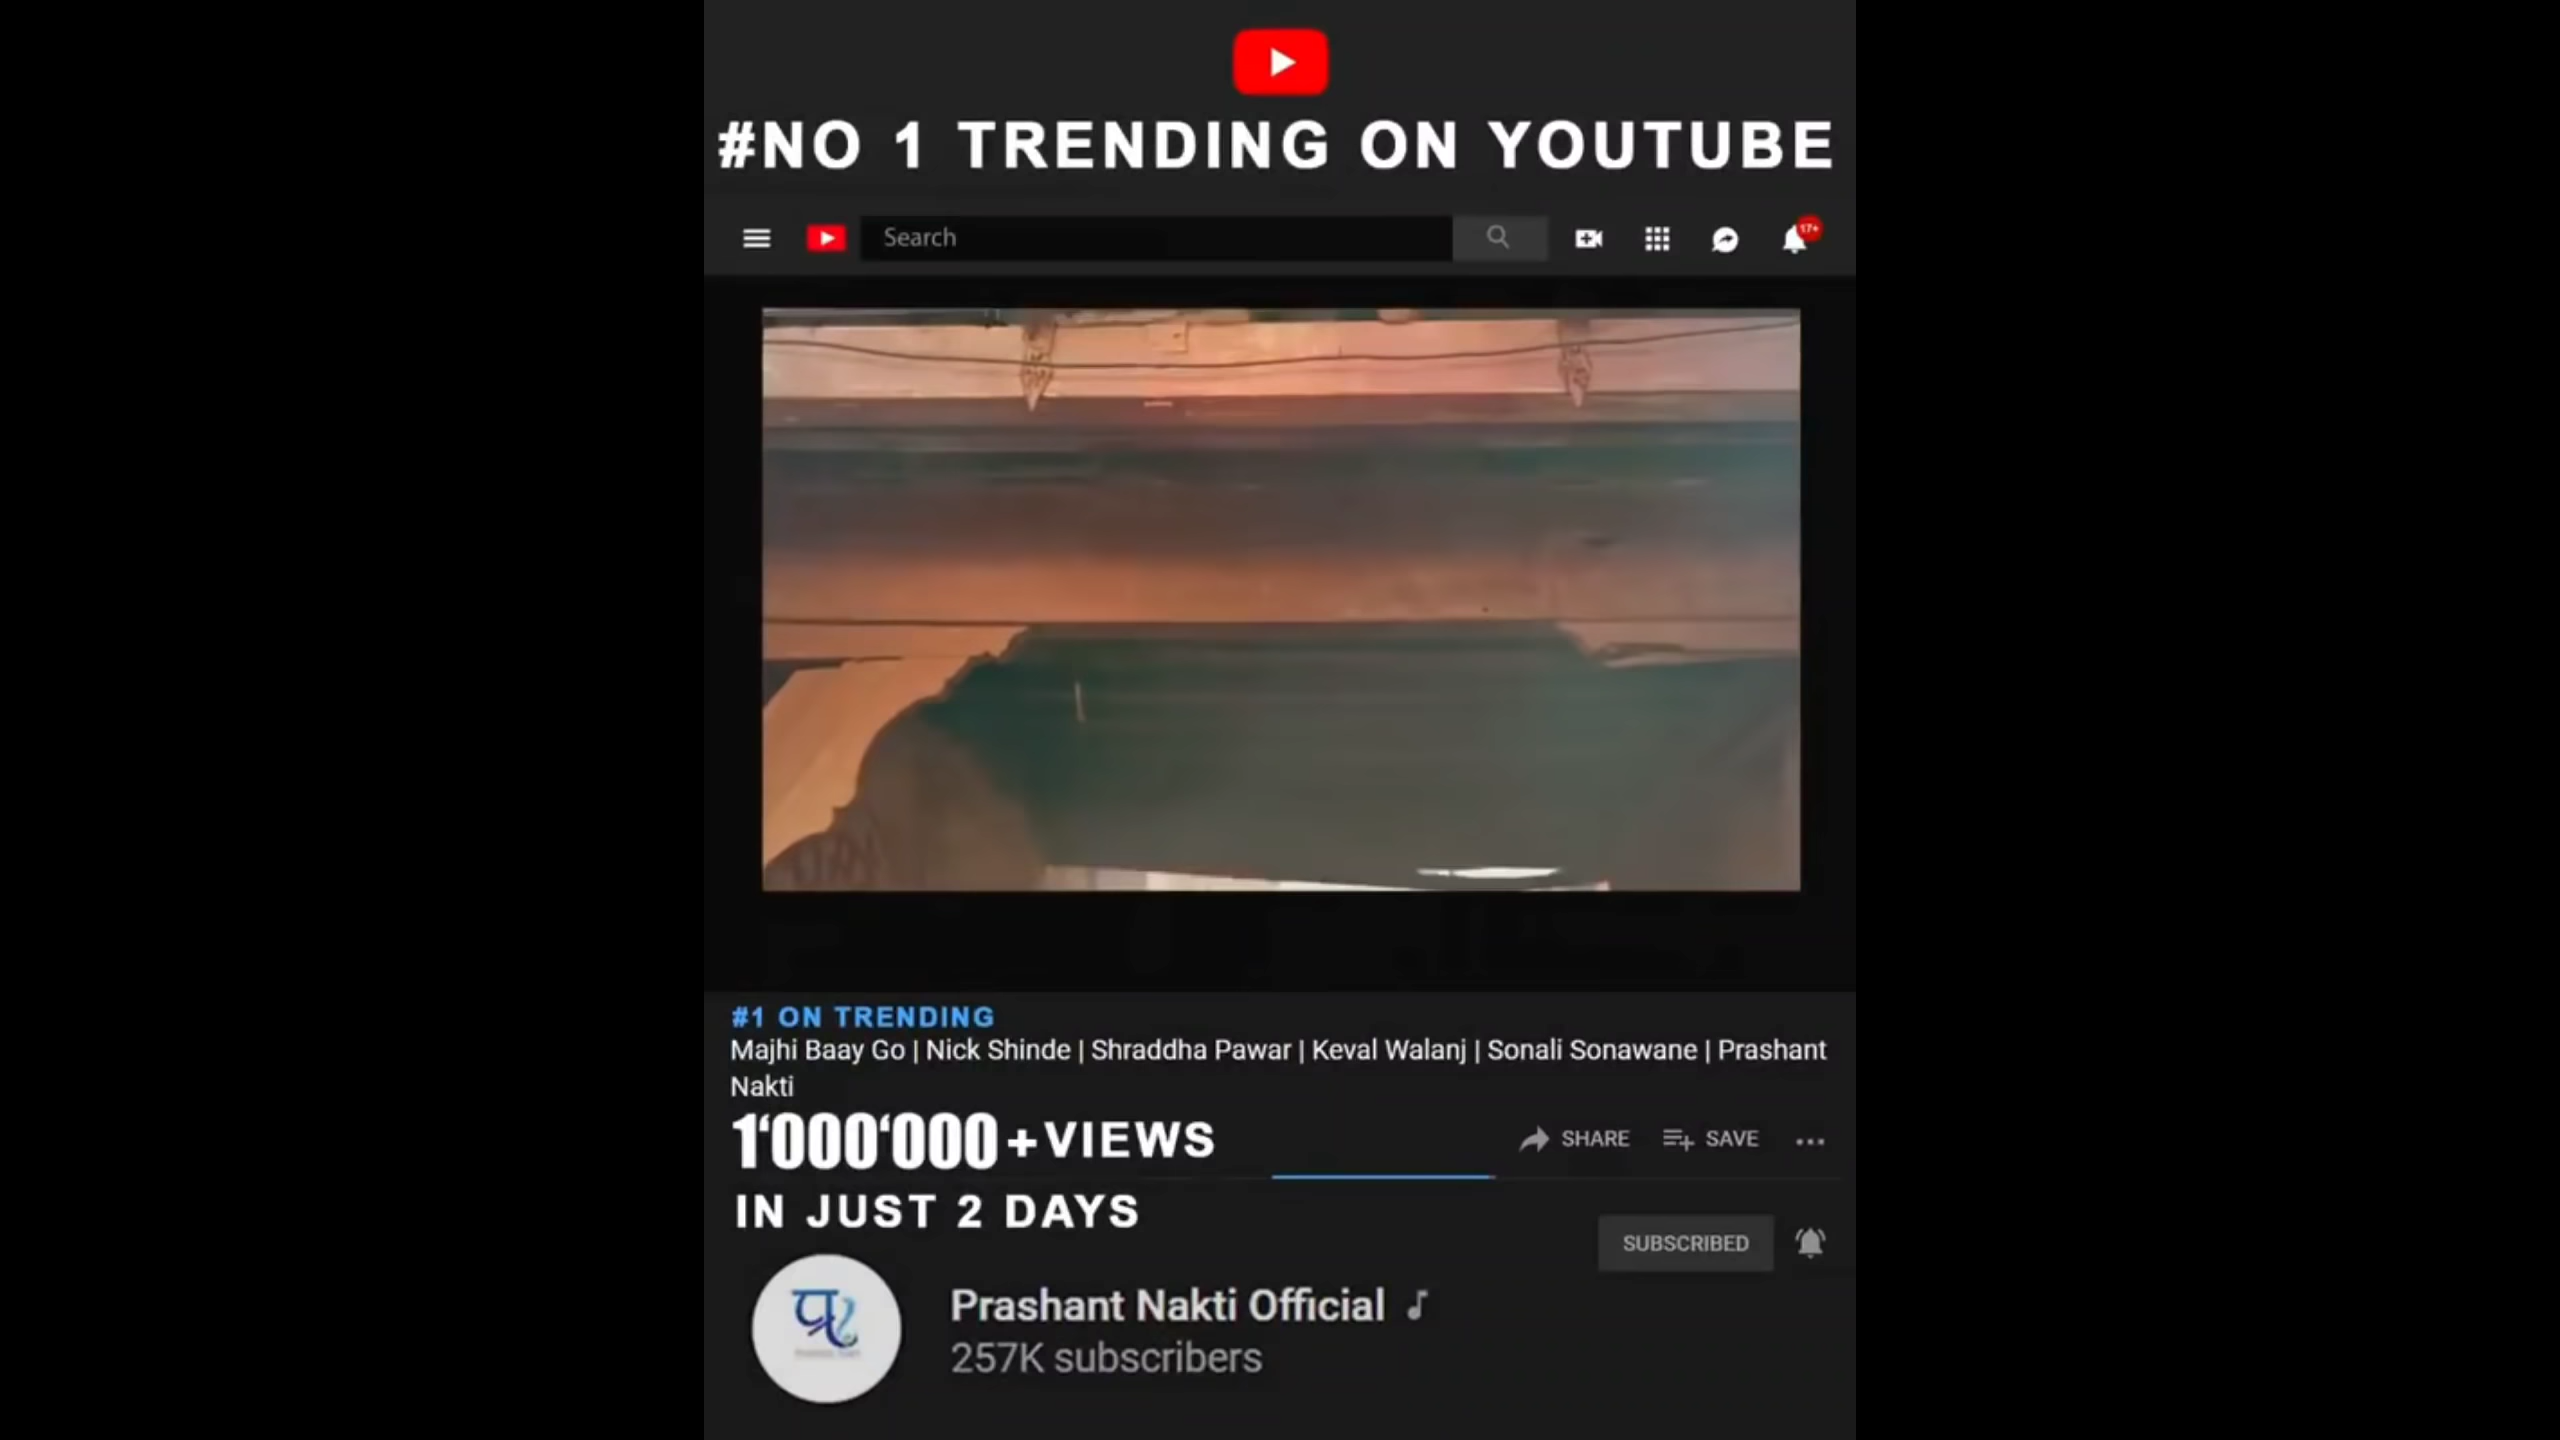 #NO 1 TRENDING ON YOUTUBE
Search
17+
#1 ON TRENDING
Majhi Baay Go | Nick Shinde | Shraddha Pawar | Keval Walanj | Sonali Sonawane | Prashant
Nakti
1‘000‘000+VIEWS
SHARE
SAVE
IN JUST 2 DAYS
SUBSCRIBED
Prashant Nakti Official
257K subscribers